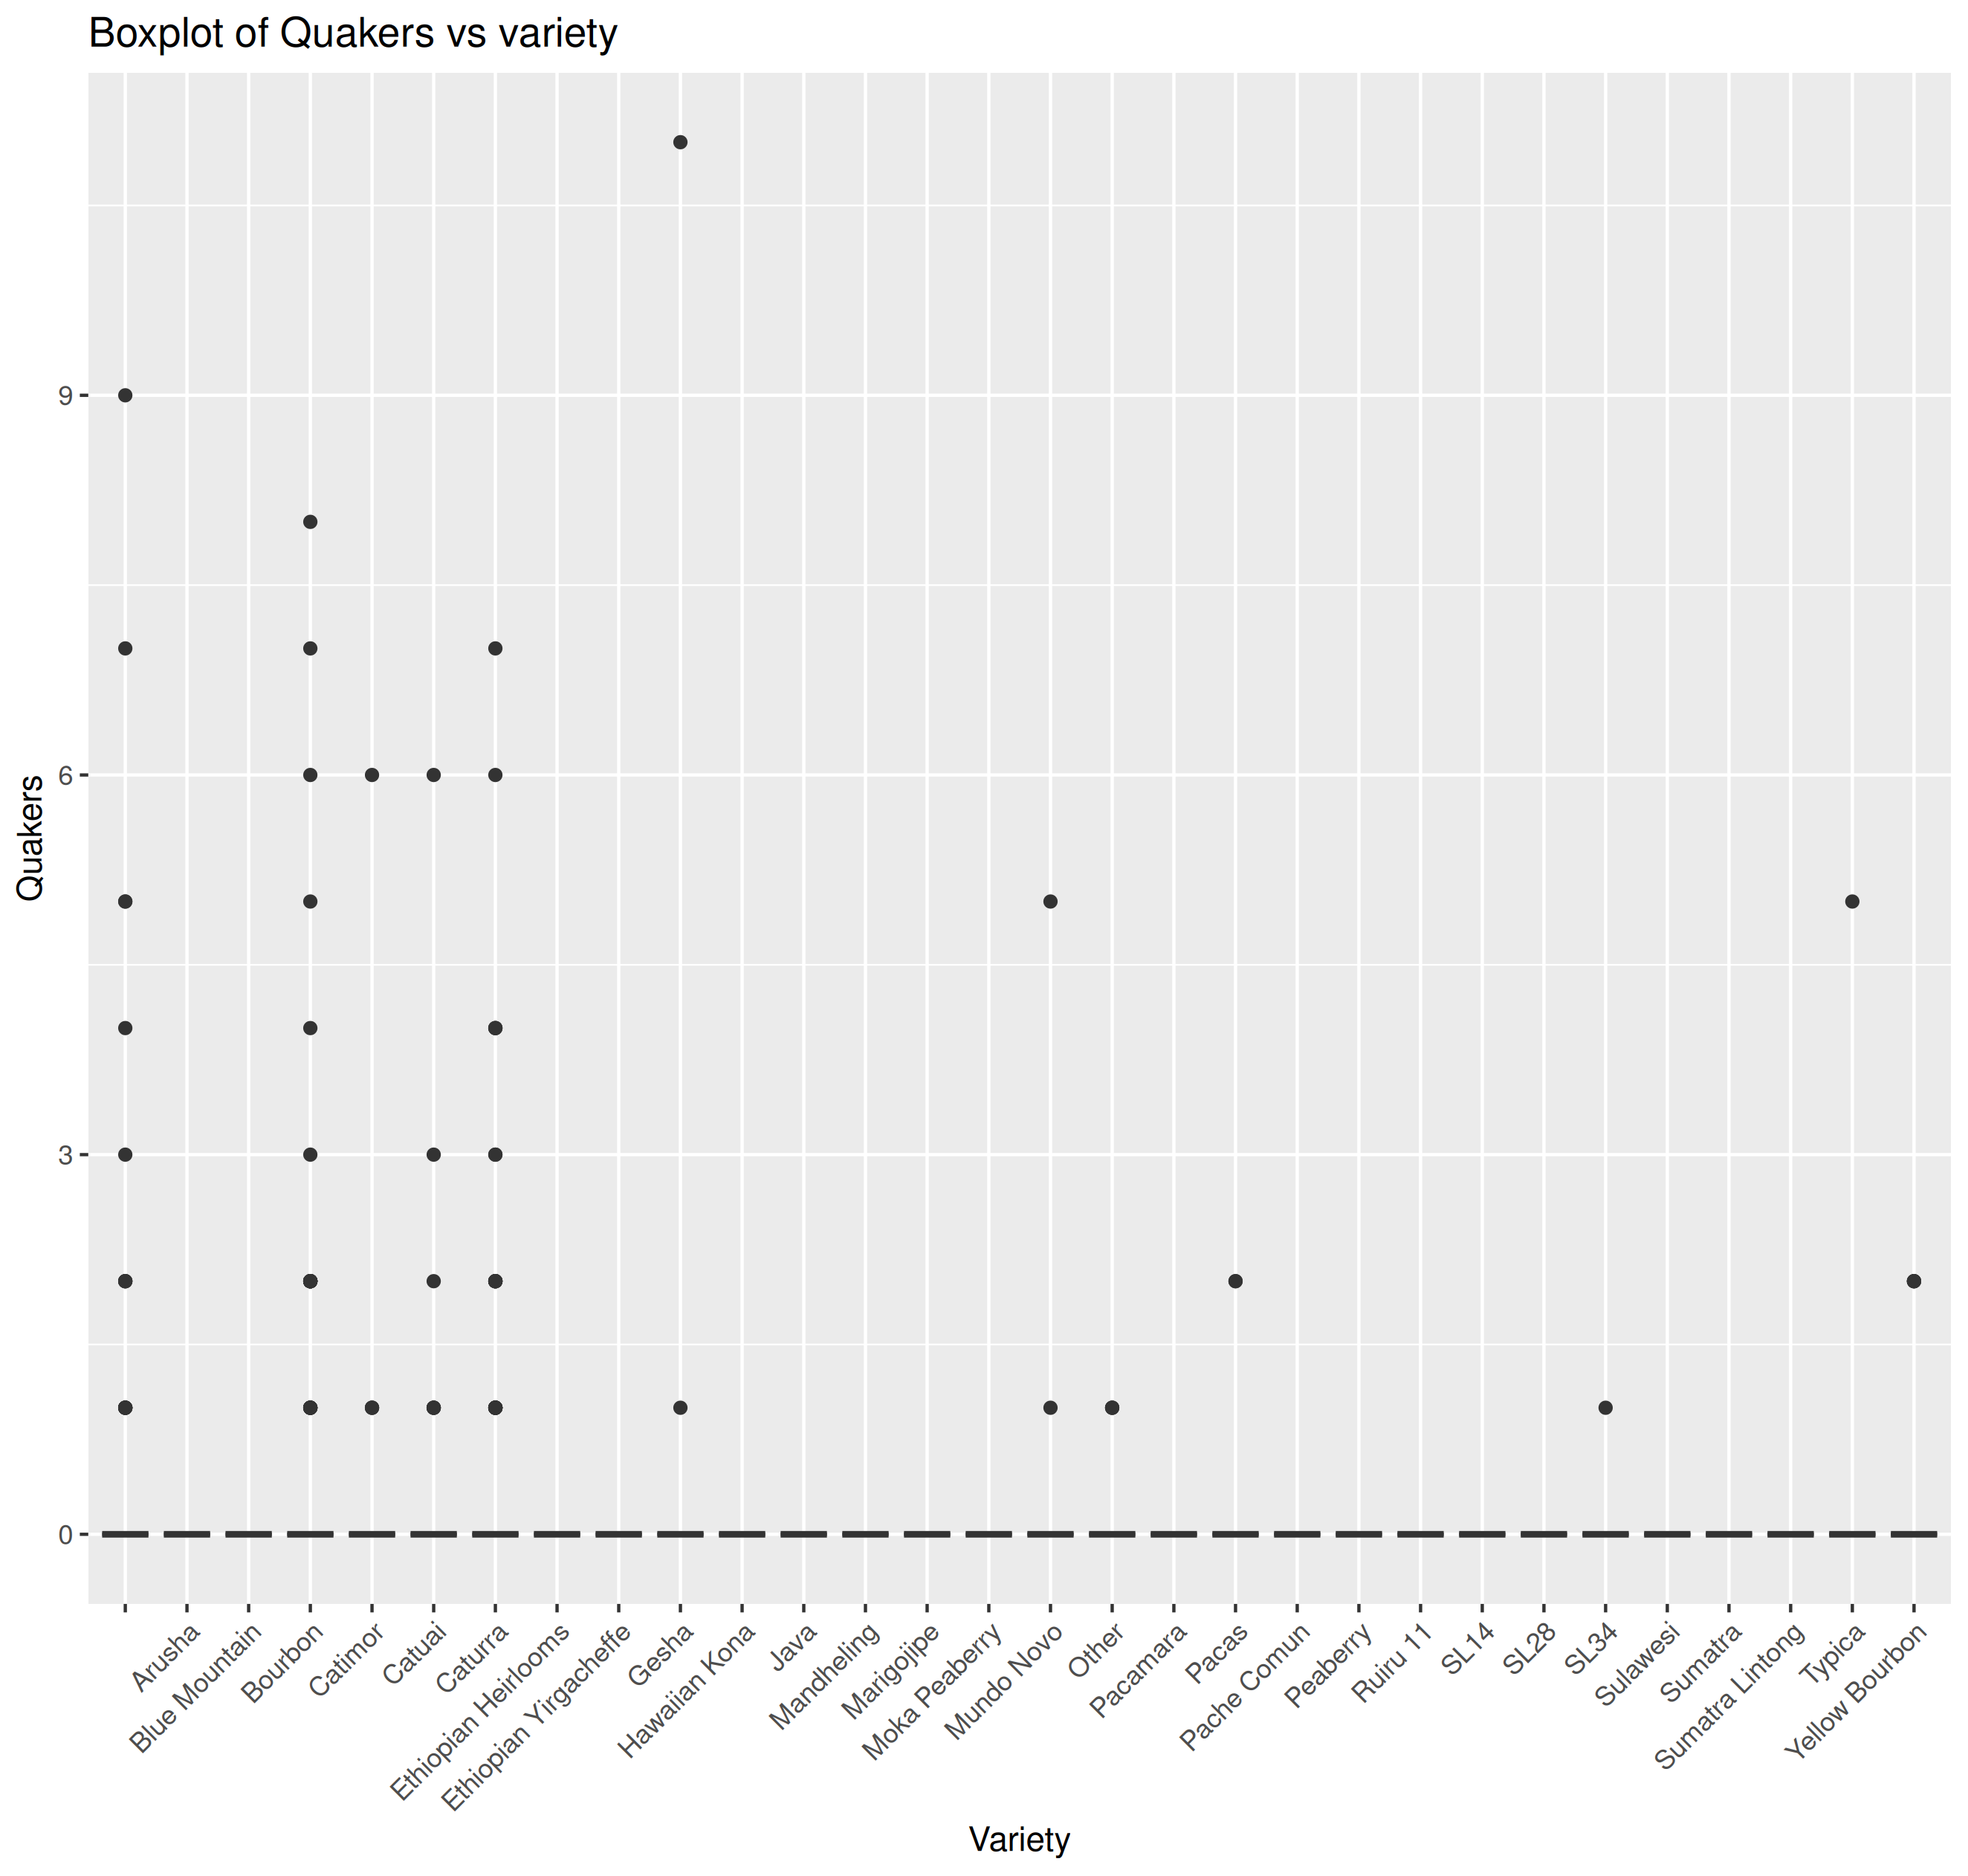 Boxplot of Quakers vs variety
Quakers
9
6
3
0
Arusha
Blue Mountain
Bourbon
Catimor
Catuai
Caturra
Ethiopian Heirlooms
Ethiopian Yirgacheffe
Gesha
Hawaiian Kona
Java
Mandheling
Marigojipe
Moka Peaberry
Mundo Novo
Other
Pacamara
Pacas
Pache Comun
Peaberry
Ruiru 11
SL14
SL28
SL34
Sulawesi
Sumatra
Sumatra Lintong
Typica
Yellow Bourbon
Variety